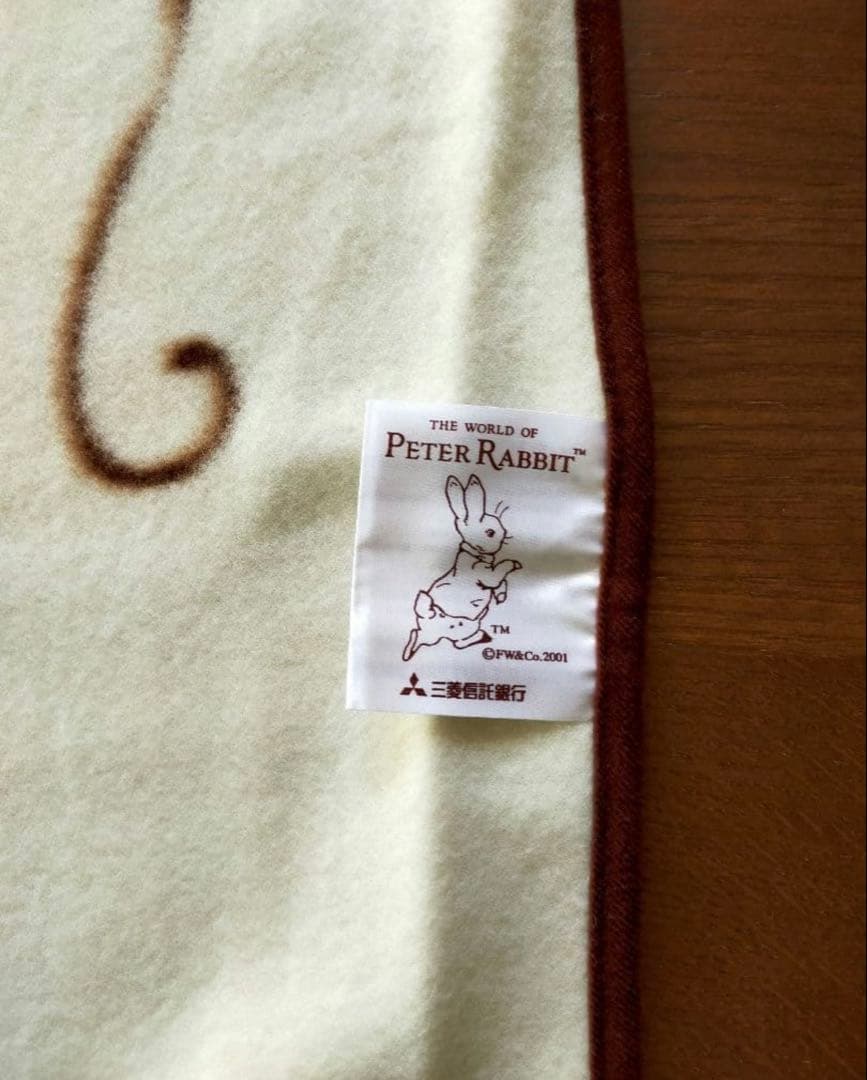 THE WORLD OF
PETER RABBIT™
™
©FW&Co.2001
三菱信託銀行